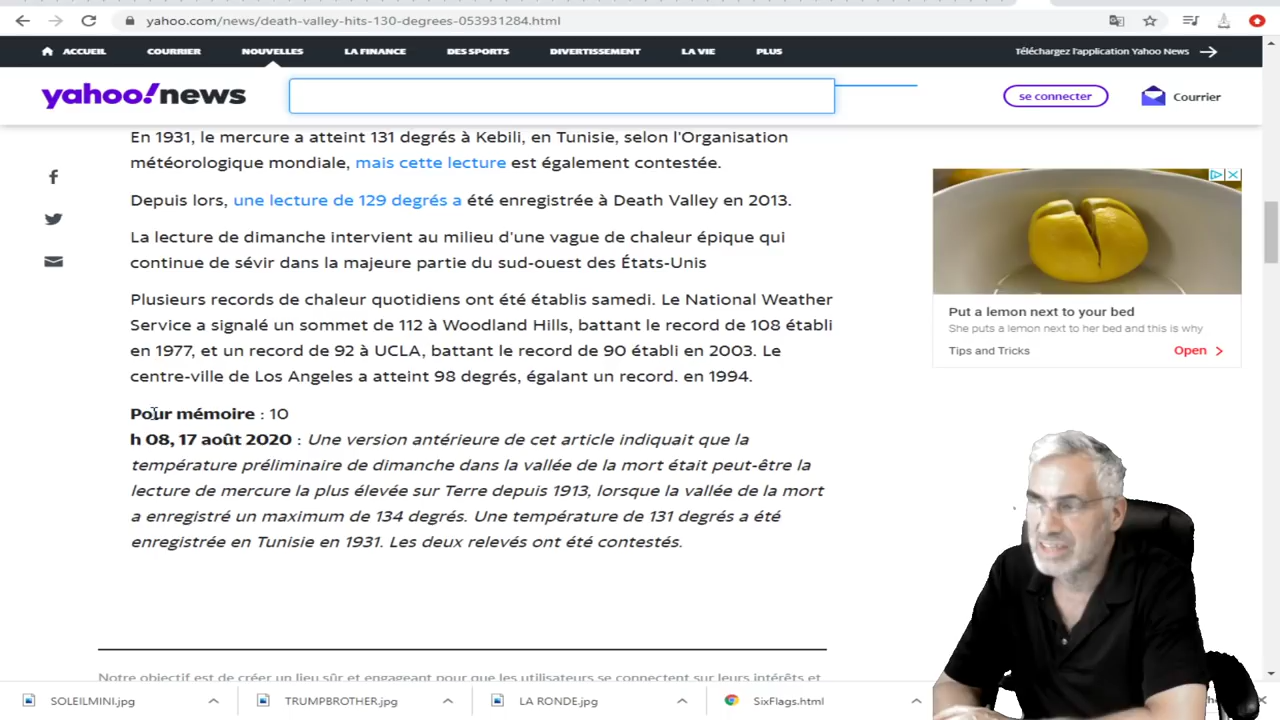 yahoo.com/news/death-valley-hits-130-degrees-053931284.html
ACCUEIL COURRIER NOUVELLES LA FINANCE DES SPORTS DIVERTISSEMENTS LA VIE PLUS Téléchargez l'application Yahoo News
yahoo!news se connecter Courrier
En 1931, le mercure a atteint 131 degrés à Kebili, en Tunisie, selon l'Organisation
météorologique mondiale, mais cette lecture est également contestée.
Depuis lors, une lecture de 129 degrés a été enregistrée à Death Valley en 2013.
La lecture de dimanche intervient au milieu d'une vague de chaleur épique qui
continue de sévir dans la majeure partie du sud-ouest des États-Unis
Plusieurs records de chaleur quotidiens ont été établis samedi. Le National Weather
Service a signalé un sommet de 112 à Woodland Hills, battant le record de 108 établi
en 1977, et un record de 92 à UCLA, battant le record de 90 établi en 2003. Le
centre-ville de Los Angeles a atteint 98 degrés, égalant un record. en 1994.
Pour mémoire : 10
h 08, 17 août 2020 : Une version antérieure de cet article indiquait que la
température préliminaire de dimanche dans la vallée de la mort était peut-être la
lecture de mercure la plus élevée sur Terre depuis 1913, lorsque la vallée de la mort
a enregistré un maximum de 134 degrés. Une température de 131 degrés a été
enregistrée en Tunisie en 1931. Les deux relevés ont été contestés.
Put a lemon next to your bed
She puts a lemon next to her bed and this is why
Tips and Tricks Open
Notre objectif est de créer un lieu sûr et engageant pour que les utilisateurs se connectent sur leurs intérêts et
SOLEILMINI.jpg TRUMPBROTHER.jpg LA RONDE.jpg SixFlags.html